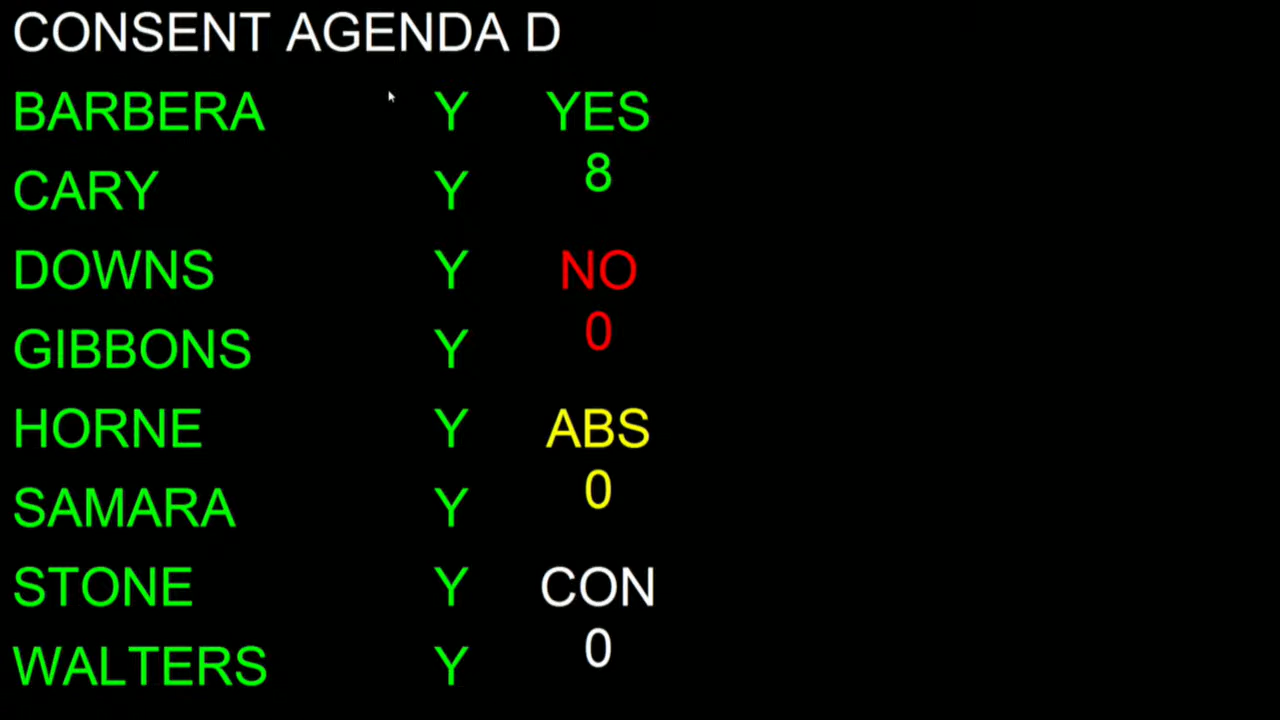 CONSENT AGENDA D
BARBERA Y YES
8
CARY Y
DOWNS Y NO
0
GIBBONS Y
HORNE Y ABS
0
SAMARA Y
STONE Y CON
0
WALTERS Y